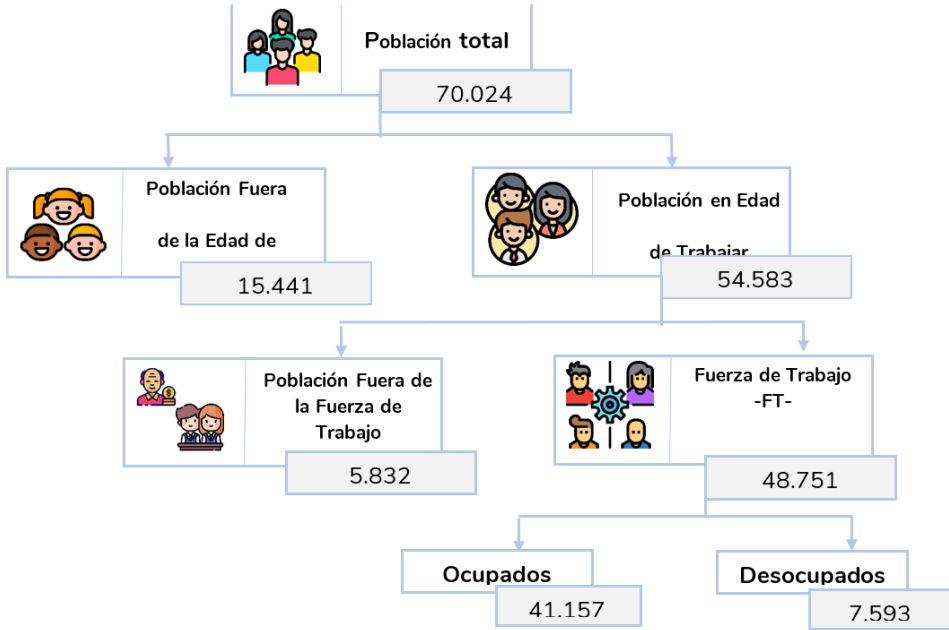 Población total
70.024
Población Fuera
de la Edad de
15.441
Población en Edad
de Trabajar
54.583
Población Fuera de
la Fuerza de
Trabajo
5.832
Fuerza de Trabajo
-FT-
48.751
Ocupados
41.157
Desocupados
7.593